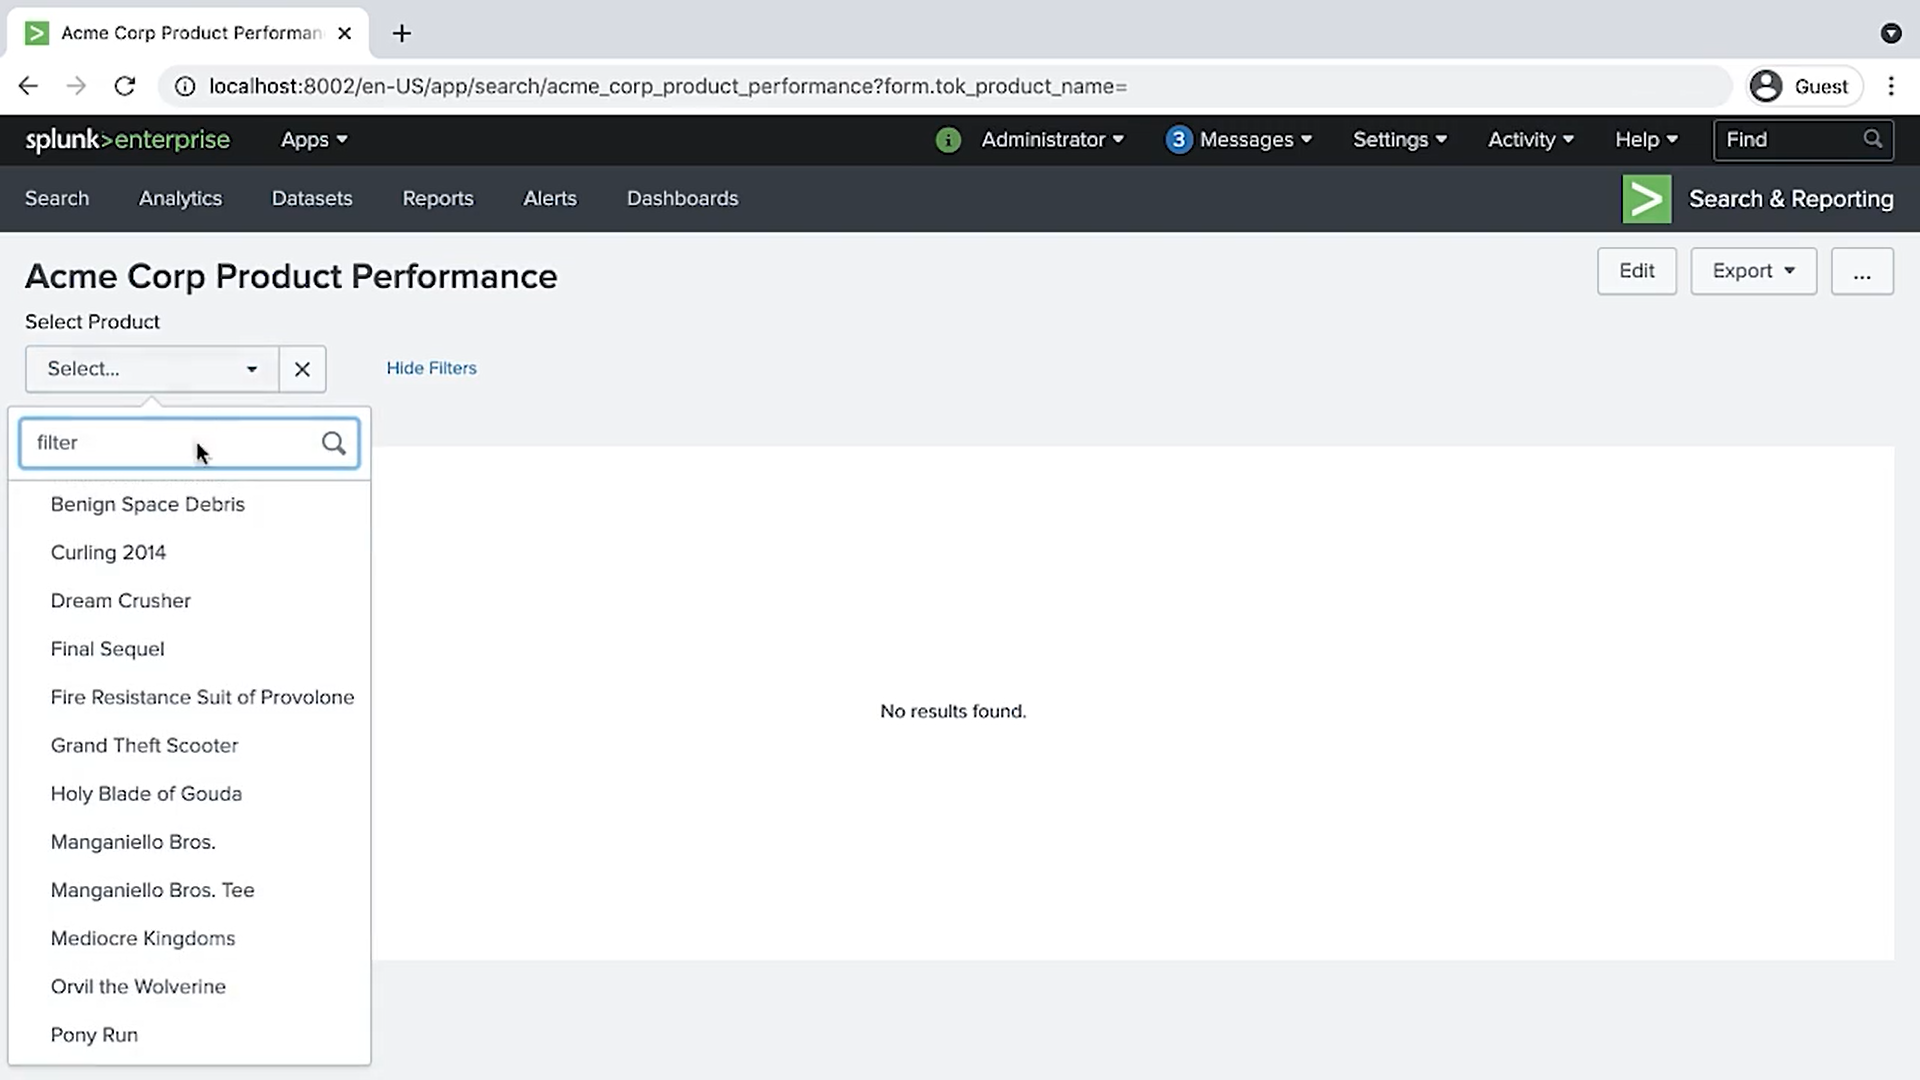 Acme Corp Product Performan
localhost:8002/en-US/app/search/acme_corp_product_performance?form.tok_product_name=
Guest
splunk>enterprise
Apps
i
Administrator
3 Messages
Settings
Activity
Help
Find
Search
Analytics
Datasets
Reports
Alerts
Dashboards
> Search & Reporting
Acme Corp Product Performance
Edit
Export
...
Select Product
Select...
Hide Filters
filter
Benign Space Debris
Curling 2014
Dream Crusher
Final Sequel
Fire Resistance Suit of Provolone
Grand Theft Scooter
Holy Blade of Gouda
Manganiello Bros.
Manganiello Bros. Tee
Mediocre Kingdoms
Orvil the Wolverine
Pony Run
No results found.